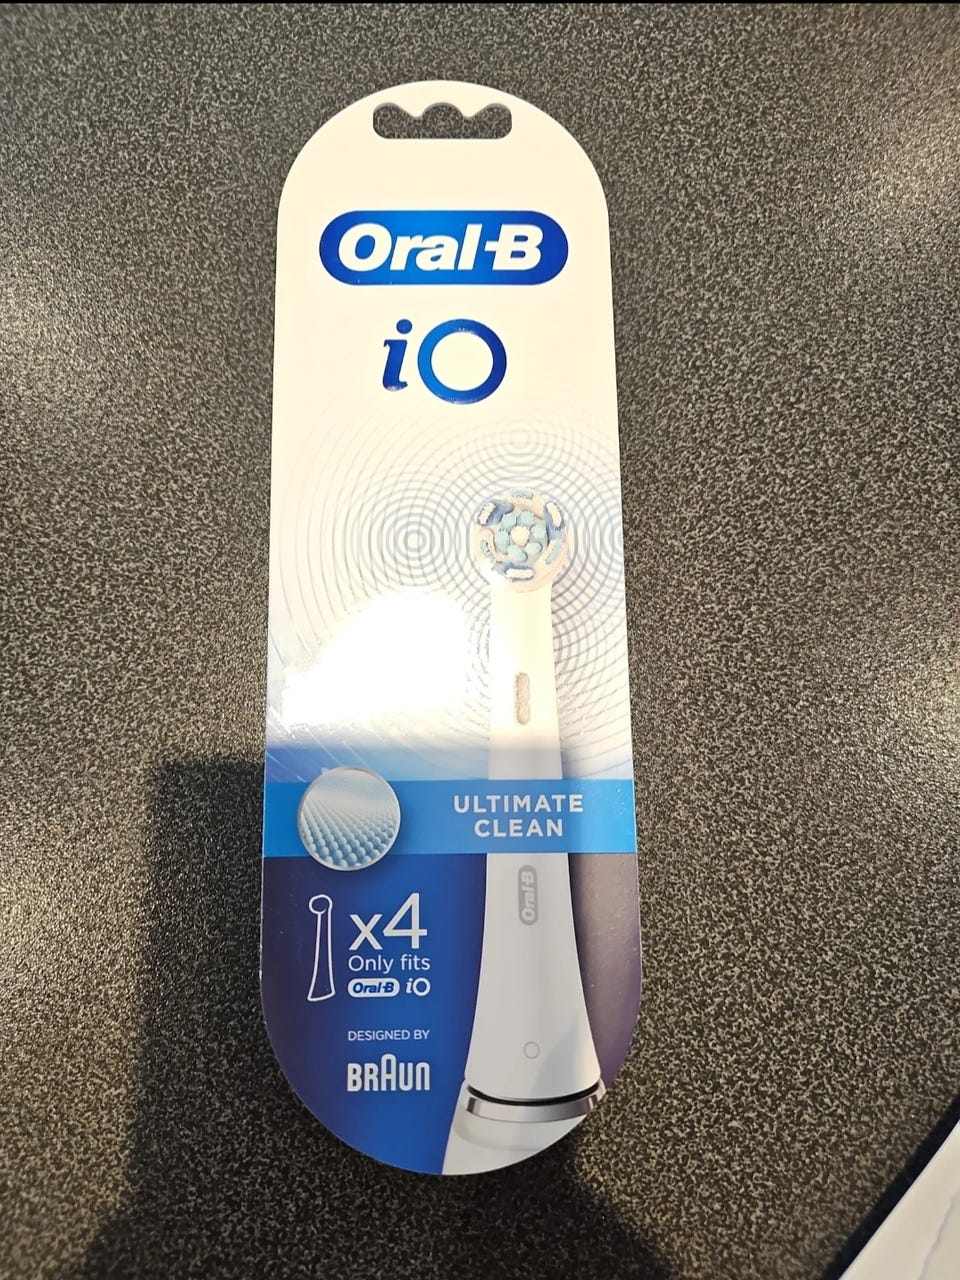 Oral-B
iO
ULTIMATE
CLEAN
Oral-B
x4
Only fits
Oral-B iO
DESIGNED BY
BRAUN